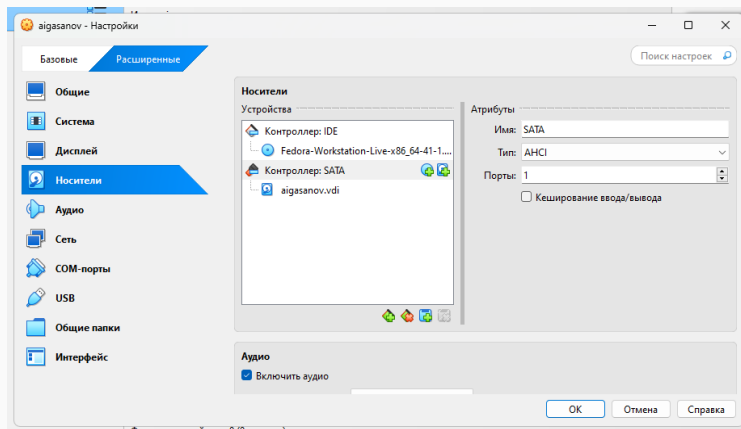 aigasanov - Настройки
Базовые
Расширенные
Поиск настроек
Общие
Система
Дисплей
Носители
Аудио
Сеть
COM-порты
USB
Общие папки
Интерфейс
Носители
Устройства
Контроллер: IDE
Fedora-Workstation-Live-x86_64-41-1....
Контроллер: SATA
aigasanov.vdi
Атрибуты
Имя: SATA
Тип: AHCI
Порты: 1
Кеширование ввода/вывода
Аудио
Включить аудио
OK
Отмена
Справка